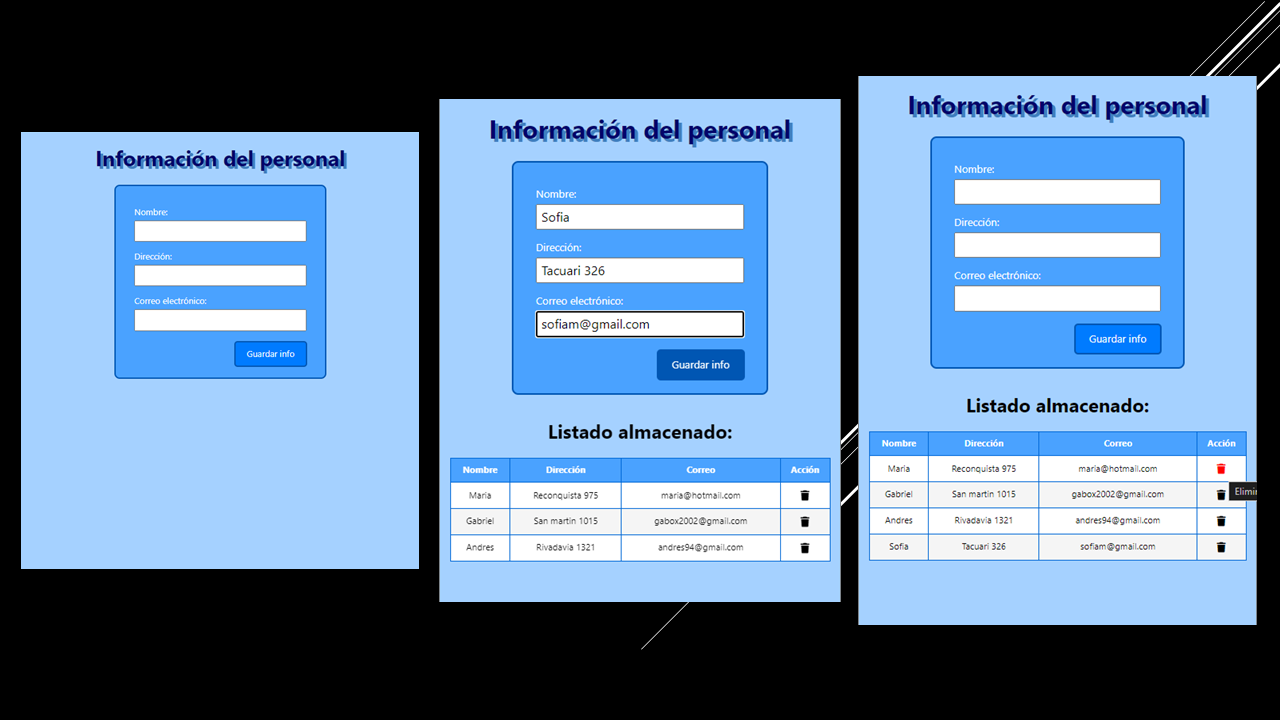 Información del personal
Nombre:
Dirección:
Correo electrónico:
Guardar info
Información del personal
Nombre:
Sofia
Dirección:
Tacuari 326
Correo electrónico:
sofiam@gmail.com
Guardar info
Listado almacenado:
Nombre Dirección Correo Acción
Maria Reconquista 975 maria@hotmail.com
Gabriel San martin 1015 gabox2002@gmail.com
Andres Rivadavia 1321 andres94@gmail.com
Información del personal
Nombre:
Dirección:
Correo electrónico:
Guardar info
Listado almacenado:
Nombre Dirección Correo Acción
Maria Reconquista 975 maria@hotmail.com
Elimi
Gabriel San martin 1015 gabox2002@gmail.com
Andres Rivadavia 1321 andres94@gmail.com
Sofia Tacuari 326 sofiam@gmail.com